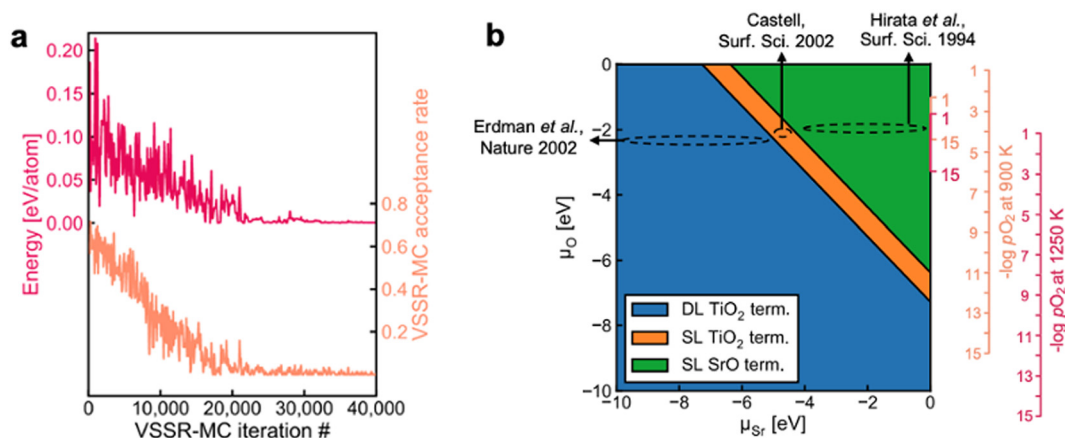 a
0.20
0.15
0.10
0.05
0.00
Energy [eV/atom]
0.8
0.6
0.4
0.2
VSSR-MC acceptance rate
0 10,000 20,000 30,000 40,000
VSSR-MC iteration #
b
Castell,
Surf. Sci. 2002
Hirata et al.,
Surf. Sci. 1994
Erdman et al.,
Nature 2002
0
−2
−4
−6
−8
−10
μO [eV]
DL TiO2 term.
SL TiO2 term.
SL SrO term.
−10 −8 −6 −4 −2 0
μSr [eV]
1
1
15
15
1
3
5
7
9
11
13
15
-log pO2 at 900 K
1
3
5
7
9
11
13
15
-log pO2 at 1250 K